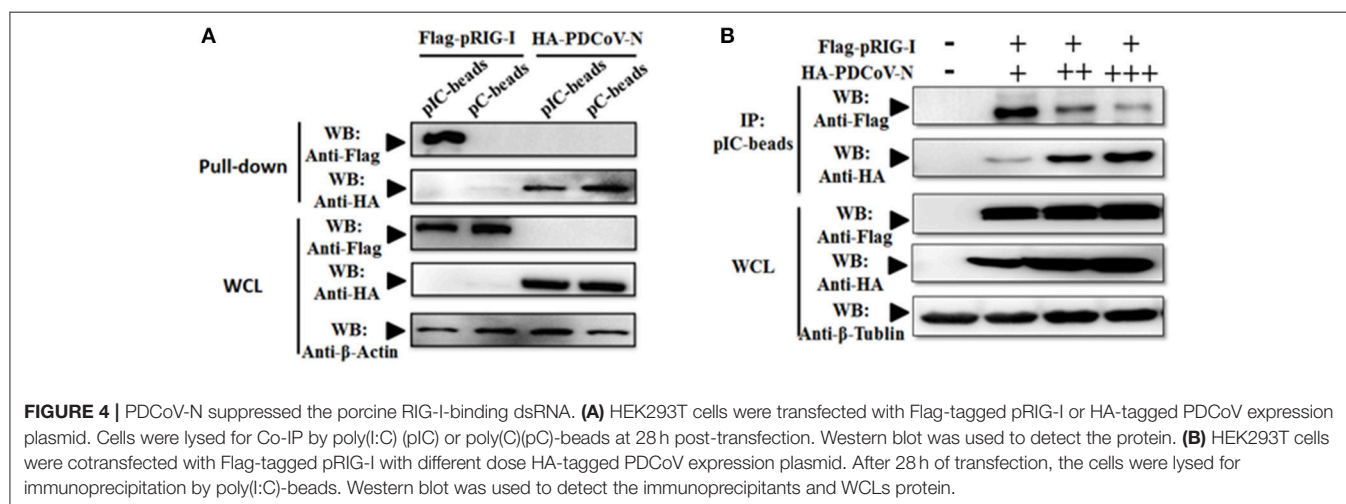 A
Flag-pRIG-I HA-PDCoV-N
pIC-beads pC-beads pIC-beads pC-beads
Pull-down
WB:
Anti-Flag
WB:
Anti-HA
WCL
WB:
Anti-Flag
WB:
Anti-HA
WB:
Anti-β-Actin
B
Flag-pRIG-I - + + +
HA-PDCoV-N - + ++ +++
IP:
pIC-beads
WB:
Anti-Flag
WB:
Anti-HA
WCL
WB:
Anti-Flag
WB:
Anti-HA
WB:
Anti-β-Tublin
FIGURE 4 | PDCoV-N suppressed the porcine RIG-I-binding dsRNA. (A) HEK293T cells were transfected with Flag-tagged pRIG-I or HA-tagged PDCoV expression
plasmid. Cells were lysed for Co-IP by poly(I:C) (pIC) or poly(C)(pC)-beads at 28 h post-transfection. Western blot was used to detect the protein. (B) HEK293T cells
were cotransfected with Flag-tagged pRIG-I with different dose HA-tagged PDCoV expression plasmid. After 28 h of transfection, the cells were lysed for
immunoprecipitation by poly(I:C)-beads. Western blot was used to detect the immunoprecipitants and WCLs protein.